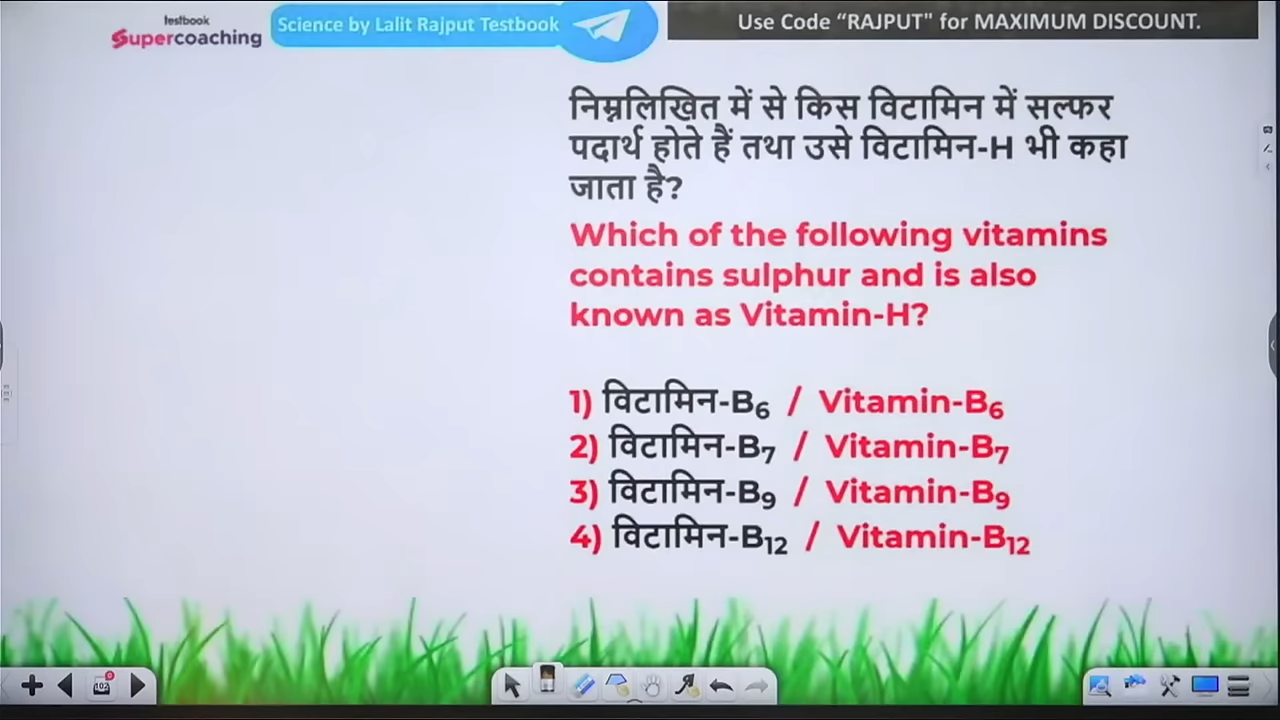 testbook
Supercoaching
Science by Lalit Rajput Testbook
Use Code “RAJPUT" for MAXIMUM DISCOUNT.
निम्नलिखित में से किस विटामिन में सल्फर
पदार्थ होते हैं तथा उसे विटामिन-H भी कहा
जाता है?
Which of the following vitamins
contains sulphur and is also
known as Vitamin-H?
1) विटामिन-B₆ / Vitamin-B₆
2) विटामिन-B₇ / Vitamin-B₇
3) विटामिन-B₉ / Vitamin-B₉
4) विटामिन-B₁₂ / Vitamin-B₁₂
102